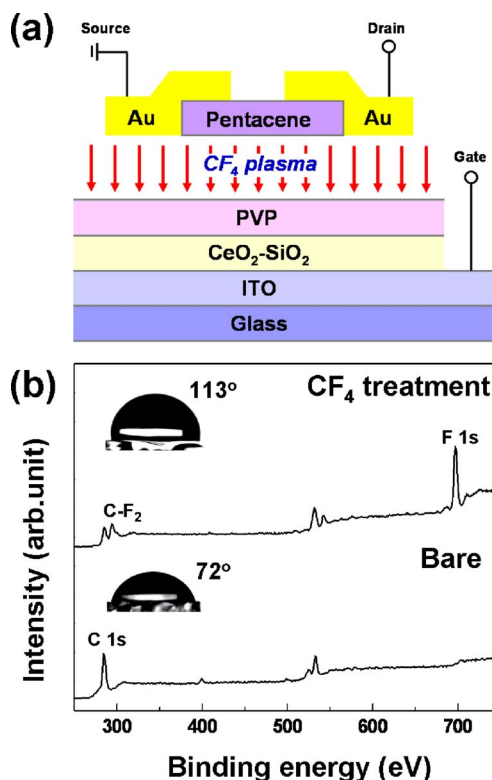 (a)
Source
Drain
Au
Pentacene
Au
CF₄ plasma
Gate
PVP
CeO₂-SiO₂
ITO
Glass
(b)
113°
CF₄ treatment
F 1s
C-F₂
Bare
72°
C 1s
Intensity (arb.unit)
300 400 500 600 700
Binding energy (eV)